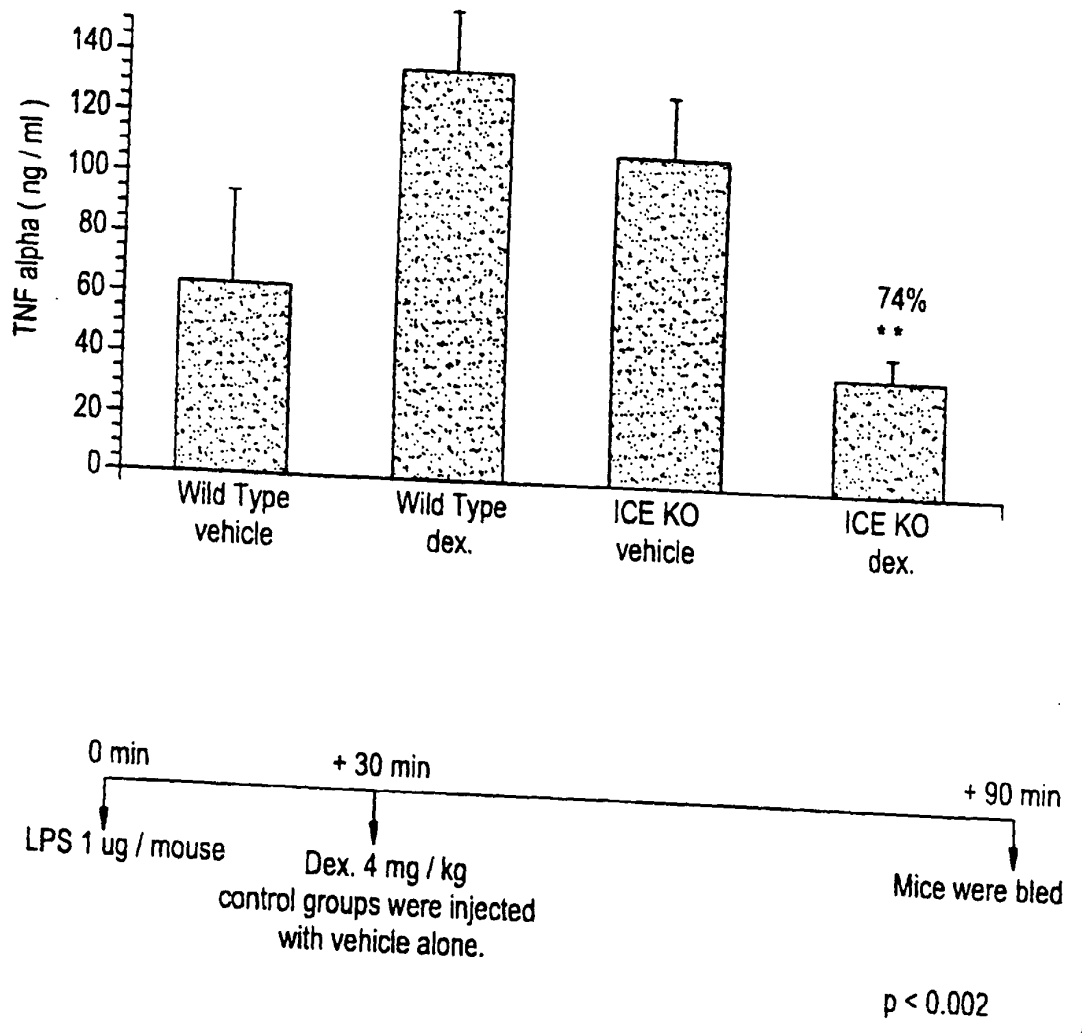 TNF alpha ( ng / ml )
140
120
100
80
60
40
20
0
74%
**
Wild Type
vehicle
Wild Type
dex.
ICE KO
vehicle
ICE KO
dex.
0 min
+ 30 min
+ 90 min
LPS 1 ug / mouse
Dex. 4 mg / kg
control groups were injected
with vehicle alone.
Mice were bled
p < 0.002